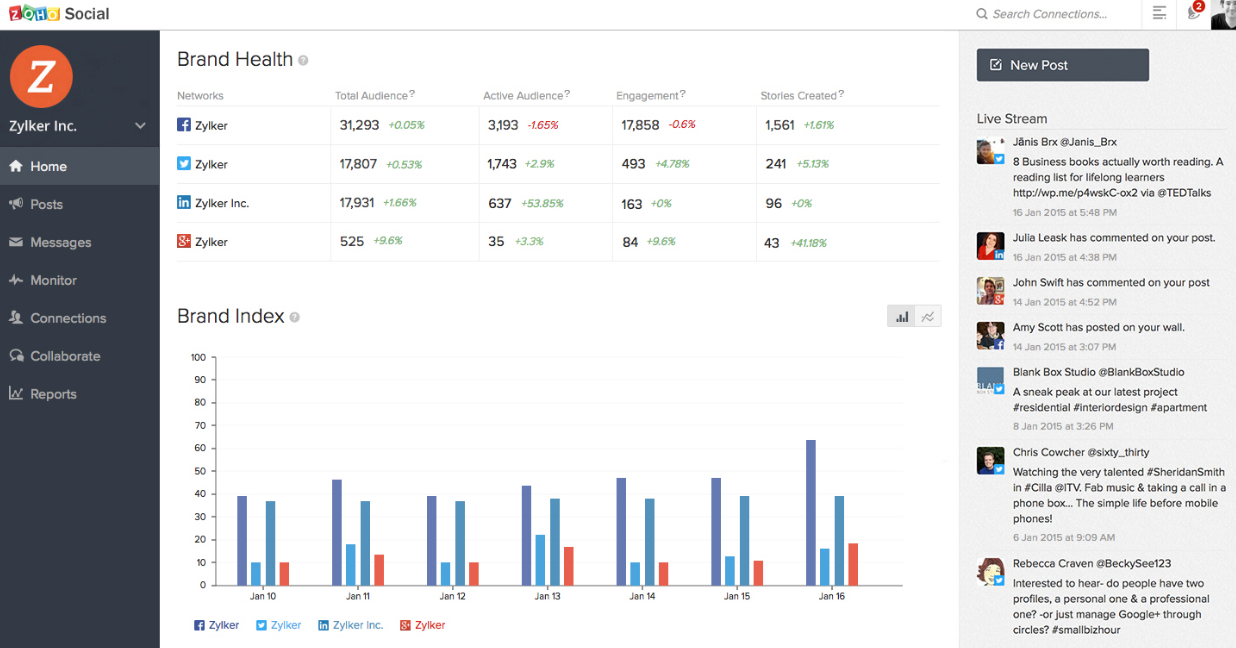 ZOHO Social
Search Connections...
2
Z
Zylker Inc.
Home
Posts
Messages
Monitor
Connections
Collaborate
Reports
Brand Health ?
Networks Total Audience? Active Audience? Engagement? Stories Created?
Zylker 31,293 +0.05% 3,193 -1.65% 17,858 -0.6% 1,561 +1.61%
Zylker 17,807 +0.53% 1,743 +2.9% 493 +4.78% 241 +5.13%
Zylker Inc. 17,931 +1.66% 637 +53.85% 163 +0% 96 +0%
Zylker 525 +9.6% 35 +3.3% 84 +9.6% 43 +41.18%
Brand Index ?
100
90
80
70
60
50
40
30
20
10
0
Jan 10 Jan 11 Jan 12 Jan 13 Jan 14 Jan 15 Jan 16
Zylker Zylker Zylker Inc. Zylker
New Post
Live Stream
Jānis Brx @Janis_Brx
8 Business books actually worth reading. A
reading list for lifelong learners
http://wp.me/p4wskC-ox2 via @TEDTalks
16 Jan 2015 at 5:48 PM
Julia Leask has commented on your post.
16 Jan 2015 at 4:38 PM
John Swift has commented on your post
14 Jan 2015 at 4:52 PM
Amy Scott has posted on your wall.
14 Jan 2015 at 3:07 PM
Blank Box Studio @BlankBoxStudio
A sneak peak at our latest project
#residential #interiordesign #apartment
8 Jan 2015 at 3:26 PM
Chris Cowcher @sixty_thirty
Watching the very talented #SheridanSmith
in #Cilla @ITV. Fab music & taking a call in a
phone box... The simple life before mobile
phones!
6 Jan 2015 at 9:09 AM
Rebecca Craven @BeckySee123
Interested to hear- do people have two
profiles, a personal one & a professional
one? -or just manage Google+ through
circles? #smallbizhour